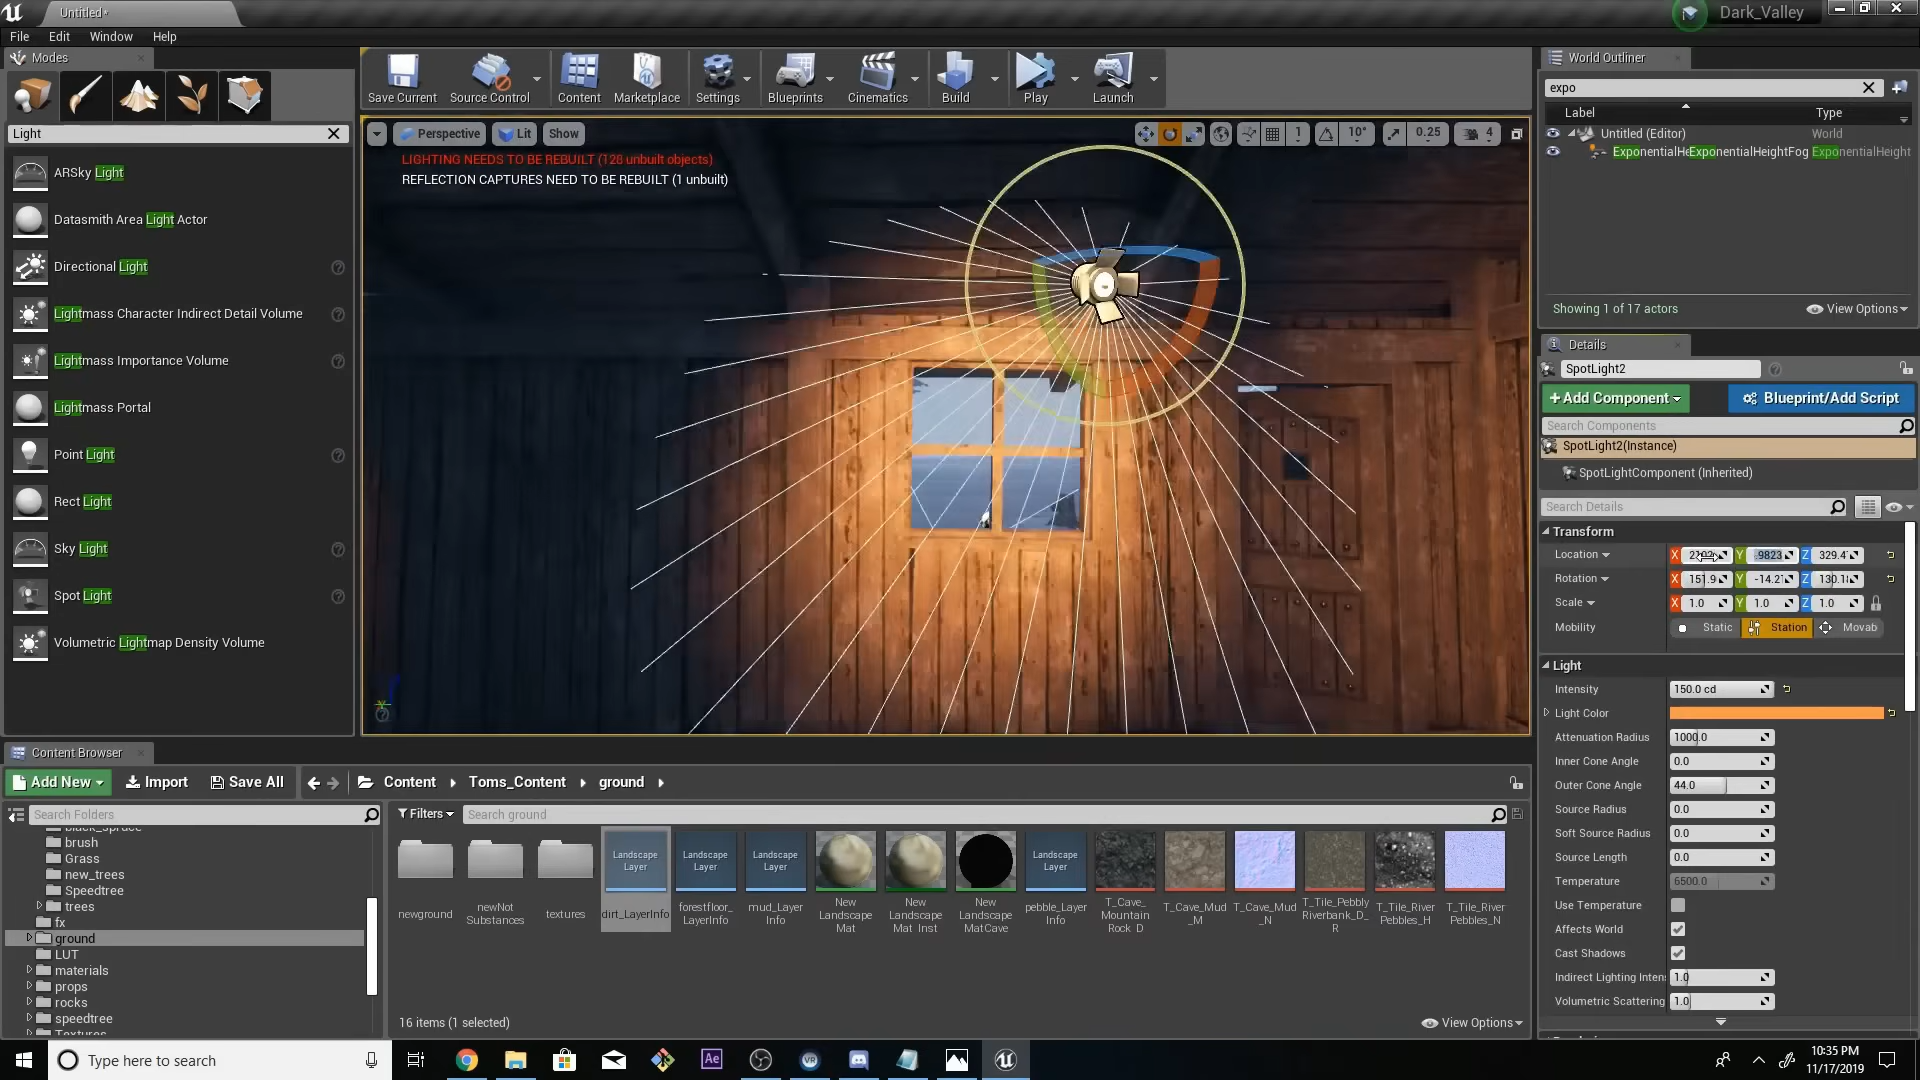 Untitled*
Dark_Valley
File Edit Window Help
Modes
Light
ARSky Light
Datasmith Area Light Actor
Directional Light
Lightmass Character Indirect Detail Volume
Lightmass Importance Volume
Lightmass Portal
Point Light
Rect Light
Sky Light
Spot Light
Volumetric Lightmap Density Volume
Save Current Source Control Content Marketplace Settings Blueprints Cinematics Build Play Launch
Perspective Lit Show 1 10° 0.25 4
LIGHTING NEEDS TO BE REBUILT (128 unbuilt objects)
REFLECTION CAPTURES NEED TO BE REBUILT (1 unbuilt)
World Outliner
expo
Label Type
Untitled (Editor) World
ExponentialHeightFog ExponentialHeight
Showing 1 of 17 actors View Options
Details
SpotLight2
+Add Component Blueprint/Add Script
Search Components
SpotLight2(Instance)
SpotLightComponent (Inherited)
Search Details
Transform
Location X Y -9823 Z 329.4
Rotation X 151.9 Y -14.2 Z 130.1
Scale X 1.0 Y 1.0 Z 1.0
Mobility Static Station Movab
Light
Intensity 150.0 cd
Light Color
Attenuation Radius 1000.0
Inner Cone Angle 0.0
Outer Cone Angle 44.0
Source Radius 0.0
Soft Source Radius 0.0
Source Length 0.0
Temperature 6500.0
Use Temperature
Affects World
Cast Shadows
Indirect Lighting Inten 1.0
Volumetric Scattering 1.0
Content Browser
Add New Import Save All Content Toms_Content ground
Search Folders
brush
Grass
new_trees
Speedtree
trees
fx
ground
LUT
materials
props
rocks
speedtree
Textures
Filters Search ground
Landscape Layer
Landscape Layer
Landscape Layer
Landscape Layer
newground
newNot Substances
textures
dirt_LayerInfo
forestfloor_ LayerInfo
mud_Layer Info
New Landscape Mat
New Landscape Mat_Inst
New Landscape MatCave
pebble_Layer Info
T_Cave_ Mountain Rock_D
T_Cave_Mud _M
T_Cave_Mud _N
T_Tile_Pebbly Riverbank_D_ R
T_Tile_River Pebbles_H
T_Tile_River Pebbles_N
16 items (1 selected) View Options
Type here to search
Ae
VR
10:35 PM
11/17/2019